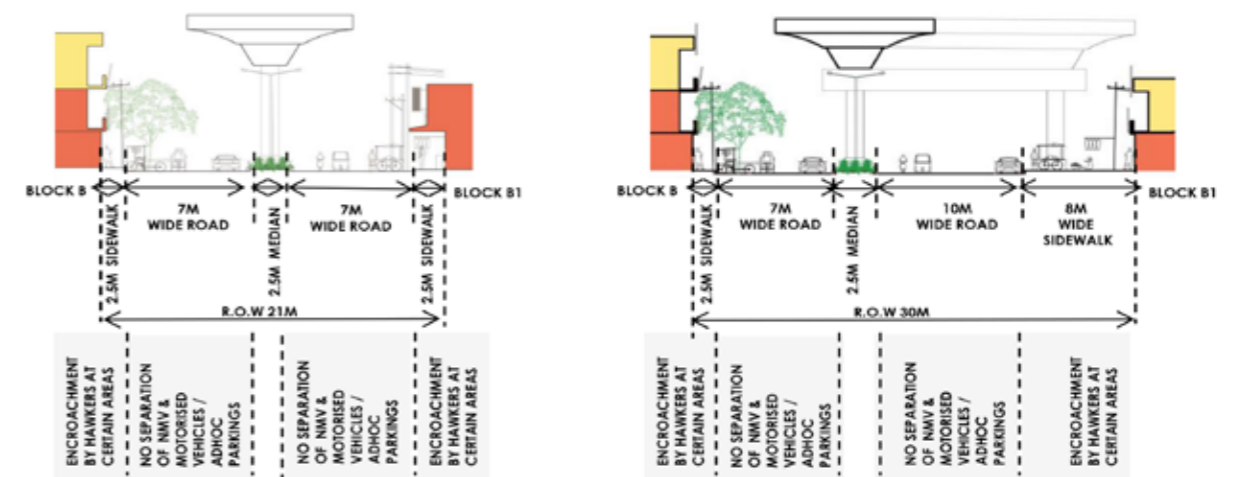 BLOCK B
7M
WIDE ROAD
7M
WIDE ROAD
BLOCK B1
2.5M SIDEWALK
2.5M MEDIAN
2.5M SIDEWALK
R.O.W 21M
ENCROACHMENT
BY HAWKERS AT
CERTAIN AREAS
NO SEPARATION
OF NMV &
MOTORISED
VEHICLES /
ADHOC
PARKINGS
NO SEPARATION
OF NMV &
MOTORISED
VEHICLES /
ADHOC
PARKINGS
ENCROACHMENT
BY HAWKERS AT
CERTAIN AREAS
BLOCK B
7M
WIDE ROAD
10M
WIDE ROAD
8M
WIDE
SIDEWALK
BLOCK B1
2.5M SIDEWALK
2.5M MEDIAN
R.O.W 30M
ENCROACHMENT
BY HAWKERS AT
CERTAIN AREAS
NO SEPARATION
OF NMV &
MOTORISED
VEHICLES /
ADHOC
PARKINGS
NO SEPARATION
OF NMV &
MOTORISED
VEHICLES /
ADHOC
PARKINGS
ENCROACHMENT
BY HAWKERS AT
CERTAIN AREAS